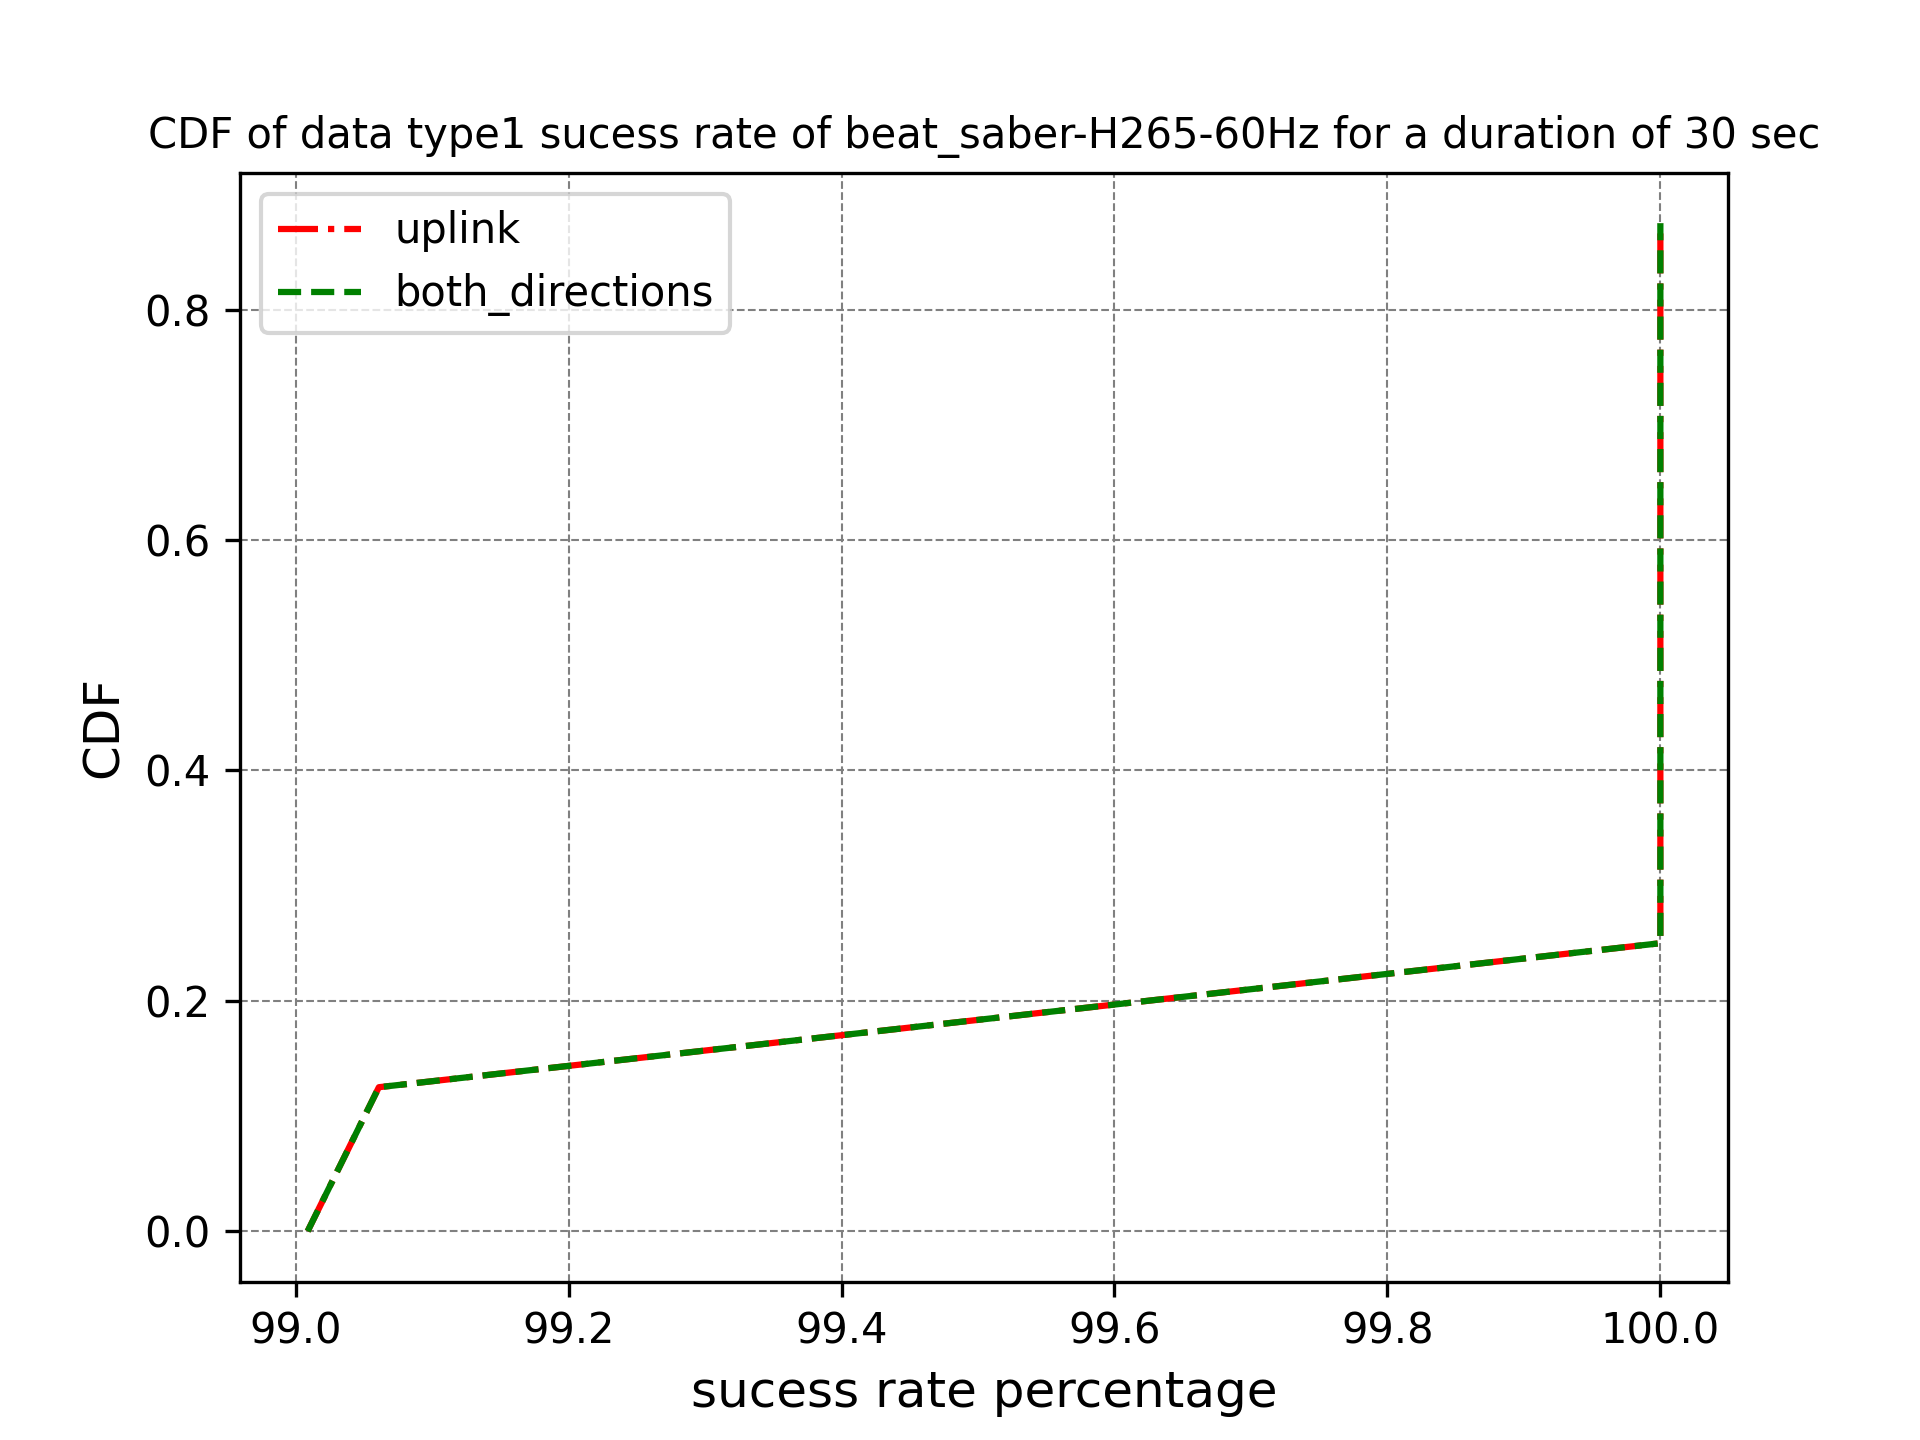 CDF of data type1 sucess rate of beat_saber-H265-60Hz for a duration of 30 sec
uplink
both_directions
0.8
0.6
0.4
0.2
0.0
CDF
99.0 99.2 99.4 99.6 99.8 100.0
sucess rate percentage